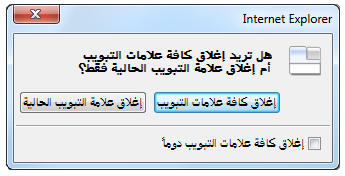 Internet Explorer
هل تريد إغلاق كافة علامات التبويب
أم إغلاق علامة التبويب الحالية فقط؟
إغلاق كافة علامات التبويب
إغلاق علامة التبويب الحالية
إغلاق كافة علامات التبويب دوماً